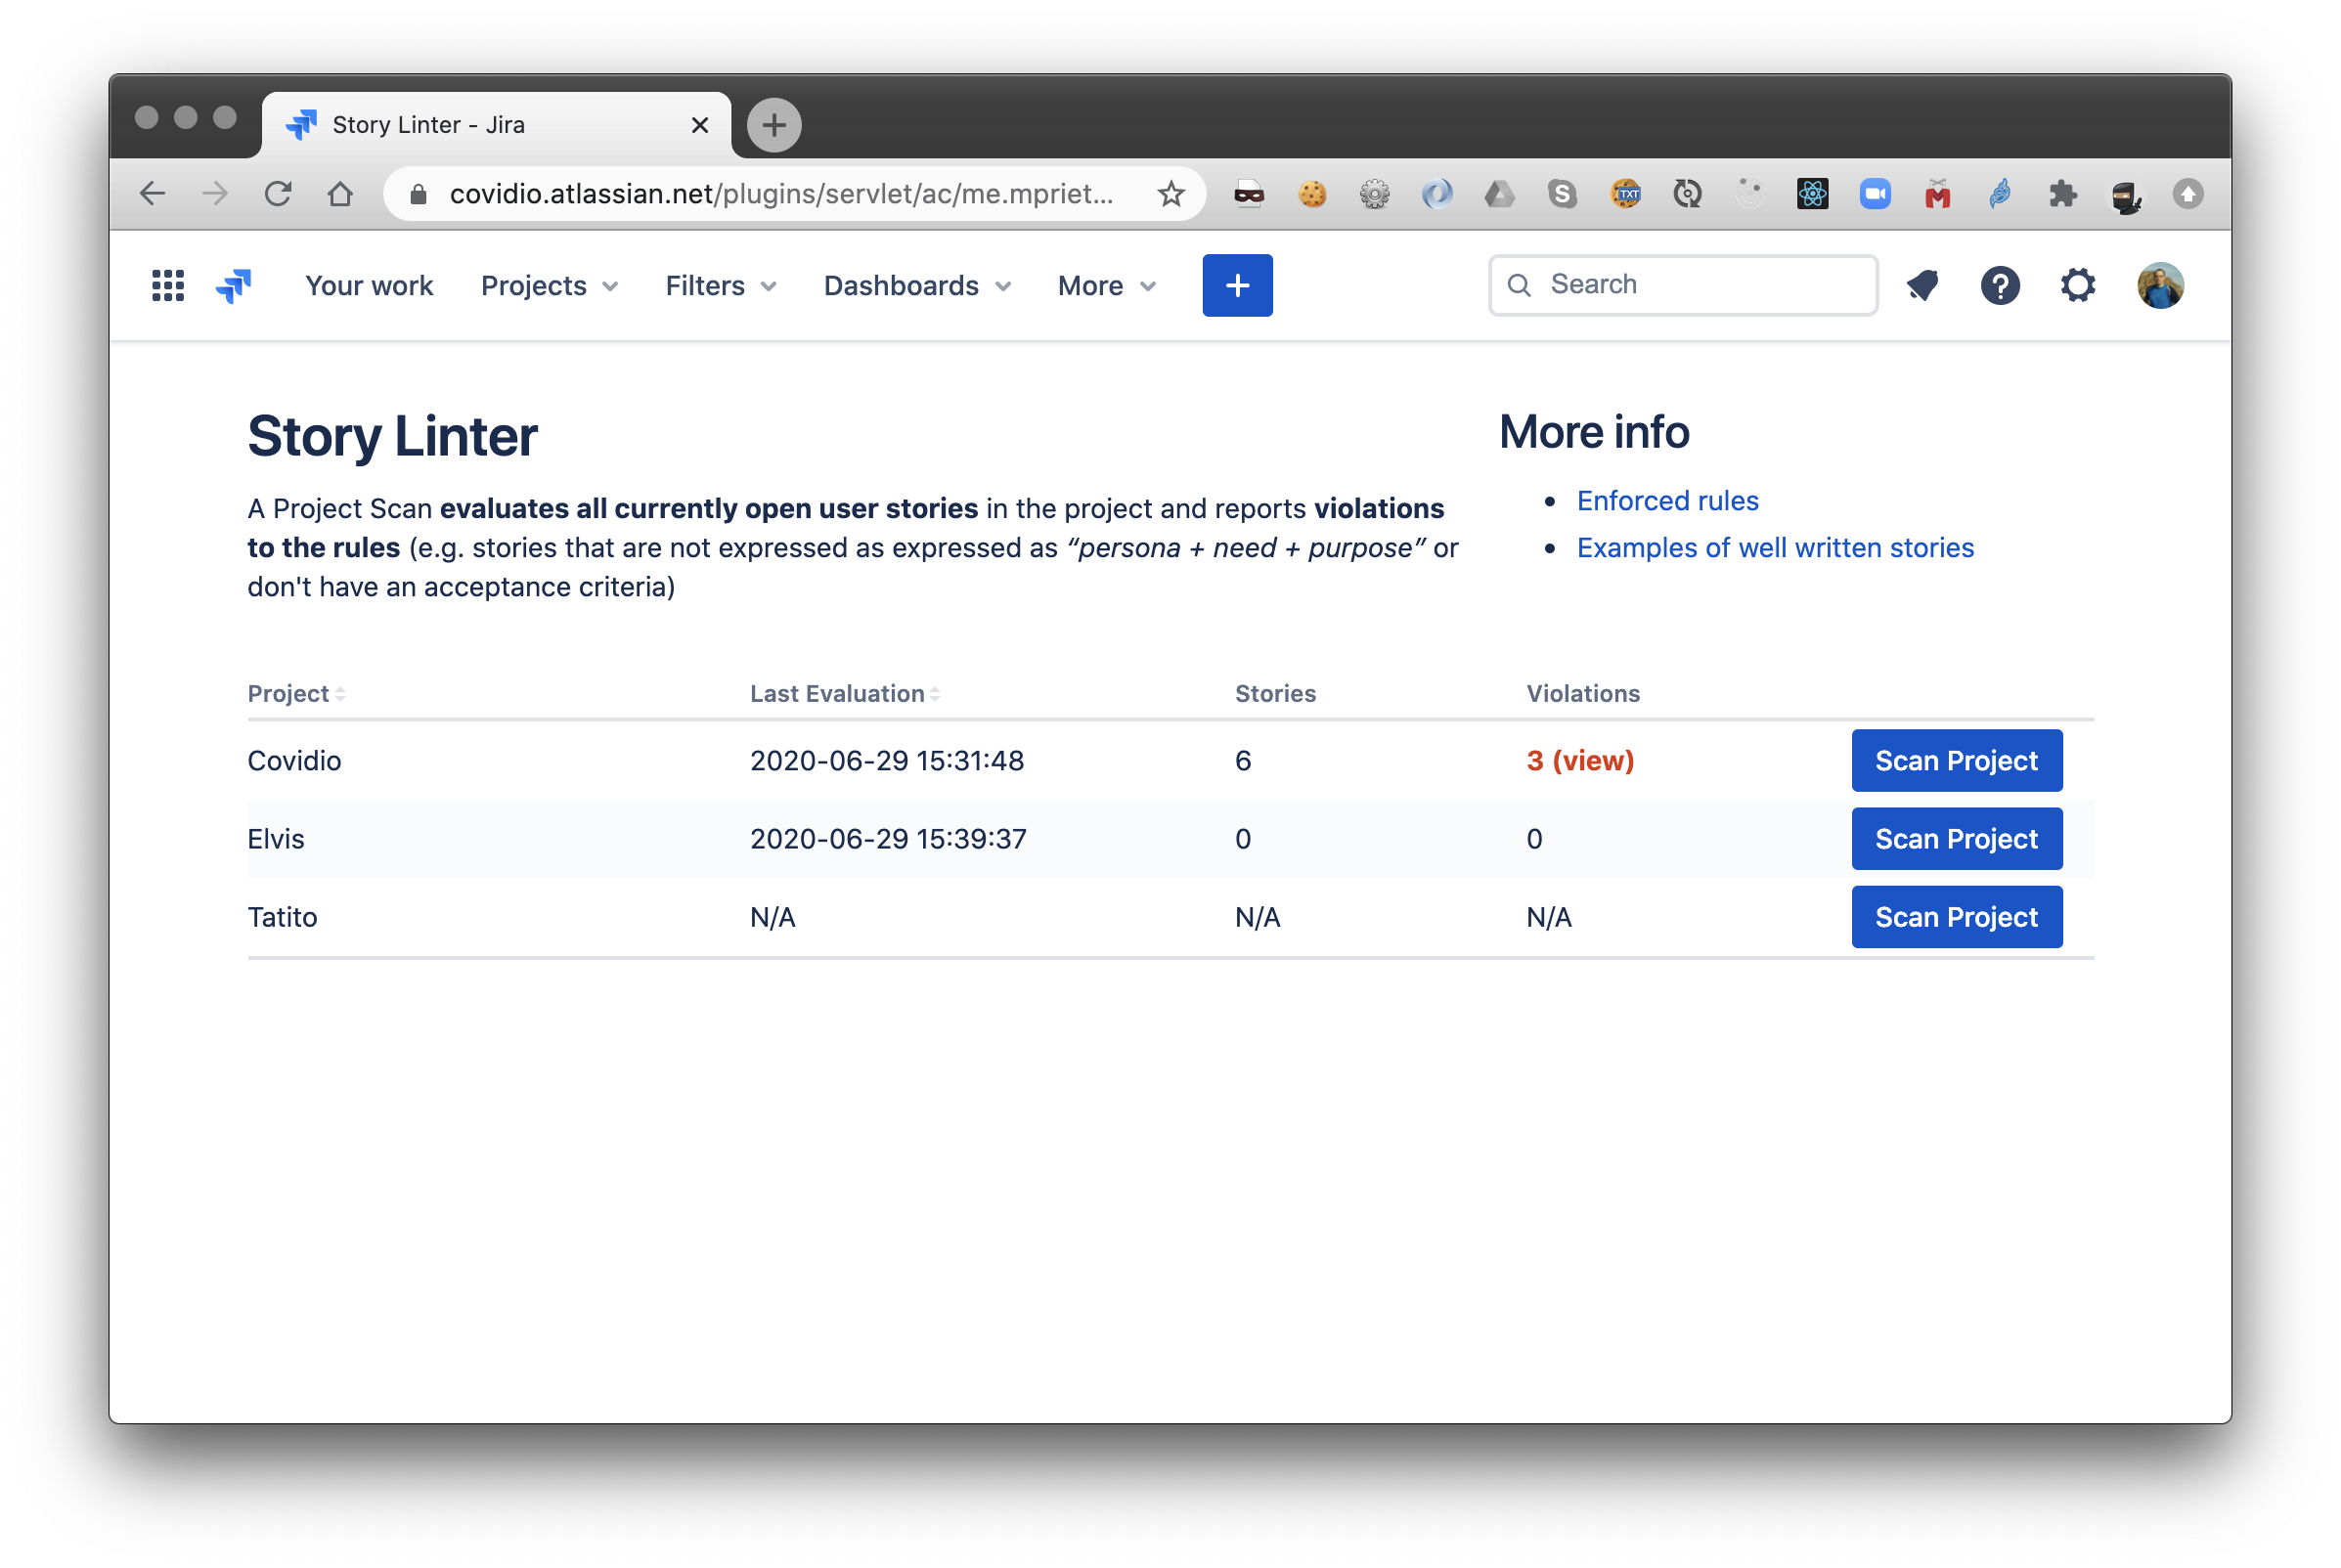 Story Linter - Jira
covidio.atlassian.net/plugins/servlet/ac/me.mpriet...
S
TXT
Your work Projects Filters Dashboards More + Search ?
Story Linter
A Project Scan evaluates all currently open user stories in the project and reports violations
to the rules (e.g. stories that are not expressed as expressed as “persona + need + purpose” or
don't have an acceptance criteria)
More info
Enforced rules
Examples of well written stories
Project Last Evaluation Stories Violations
Covidio 2020-06-29 15:31:48 6 3 (view) Scan Project
Elvis 2020-06-29 15:39:37 0 0 Scan Project
Tatito N/A N/A N/A Scan Project